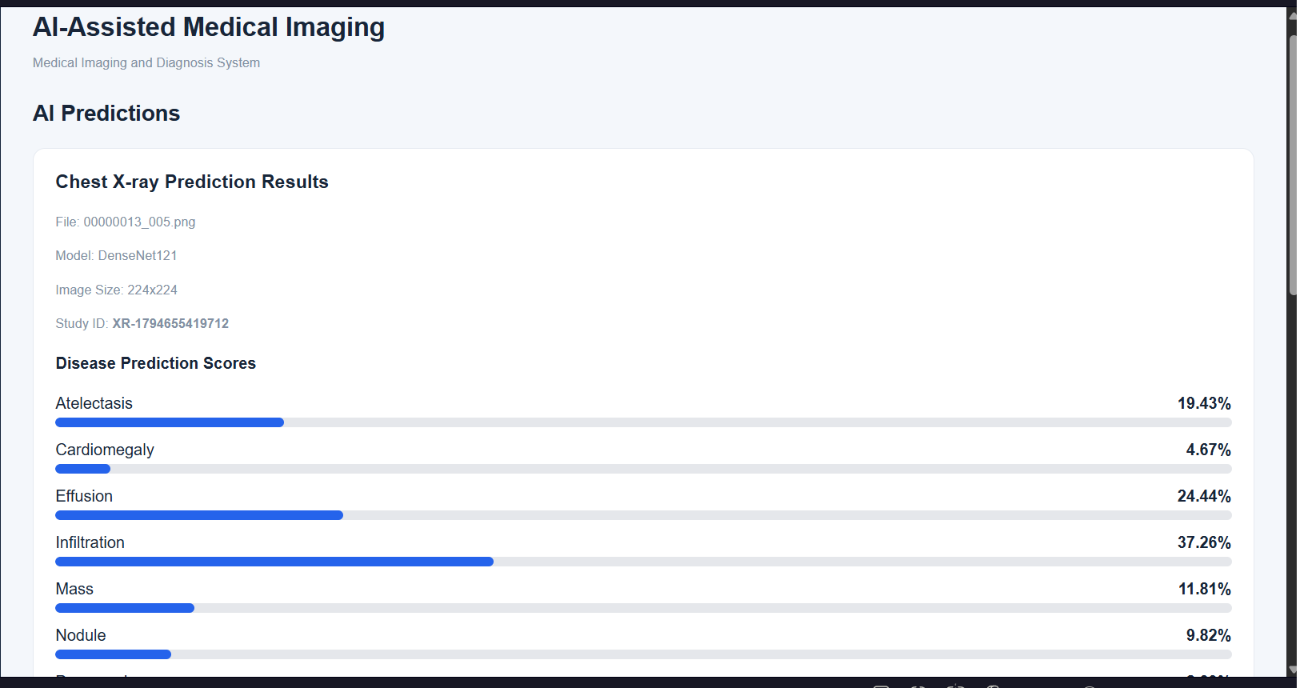 AI-Assisted Medical Imaging
Medical Imaging and Diagnosis System
AI Predictions
Chest X-ray Prediction Results
File: 00000013_005.png
Model: DenseNet121
Image Size: 224x224
Study ID: XR-1794655419712
Disease Prediction Scores
Atelectasis 19.43%
Cardiomegaly 4.67%
Effusion 24.44%
Infiltration 37.26%
Mass 11.81%
Nodule 9.82%